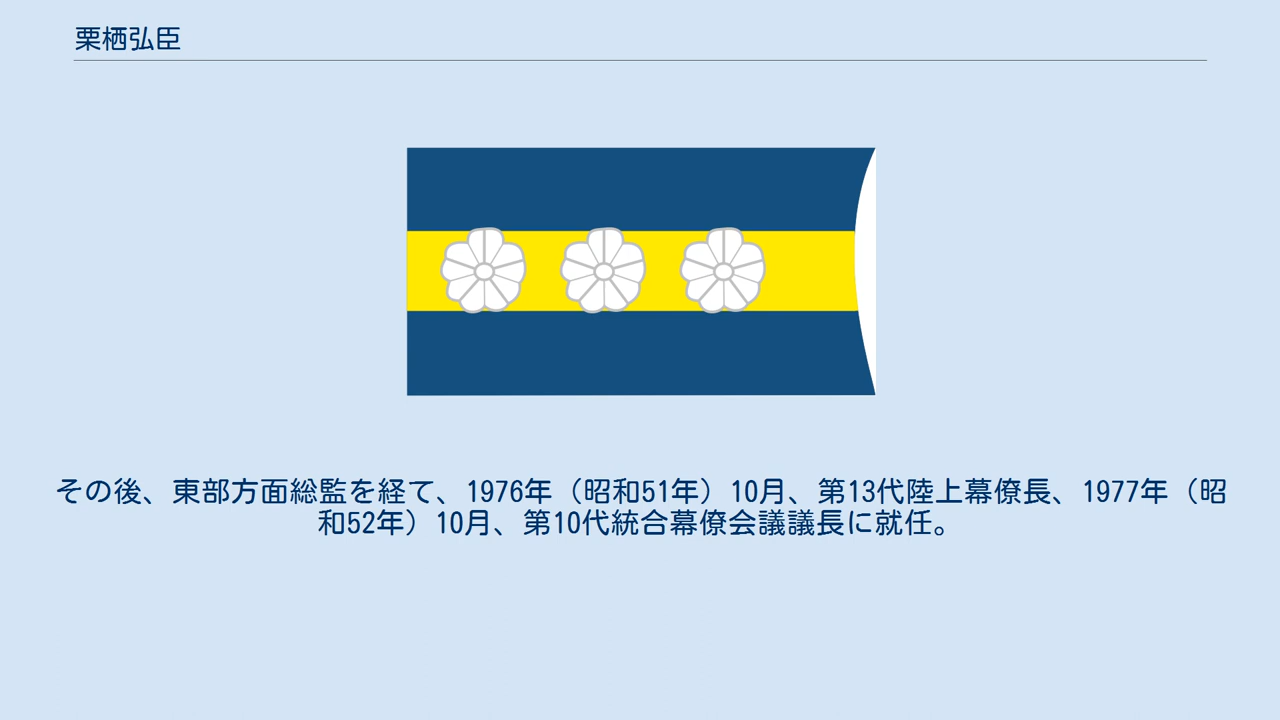 栗栖弘臣
その後、東部方面総監を経て、1976年（昭和51年）10月、第13代陸上幕僚長、1977年（昭
和52年）10月、第10代統合幕僚会議議長に就任。